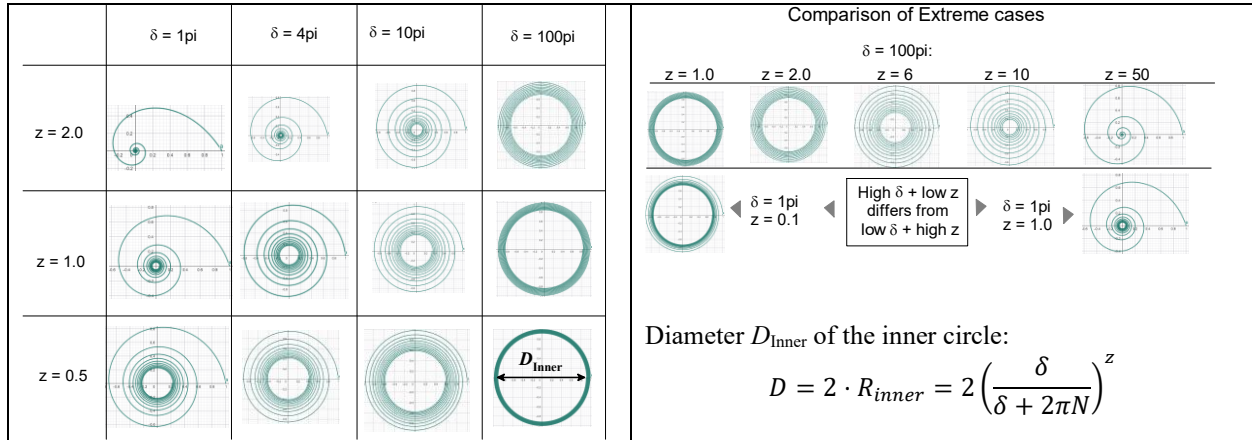 δ = 1pi δ = 4pi δ = 10pi δ = 100pi
z = 2.0
z = 1.0
z = 0.5
D_Inner
Comparison of Extreme cases
δ = 100pi:
z = 1.0 z = 2.0 z = 6 z = 10 z = 50
δ = 1pi
z = 0.1
High δ + low z
differs from
low δ + high z
δ = 1pi
z = 1.0
Diameter D_Inner of the inner circle:
D = 2 · R_inner = 2 (δ / (δ + 2πN))^z